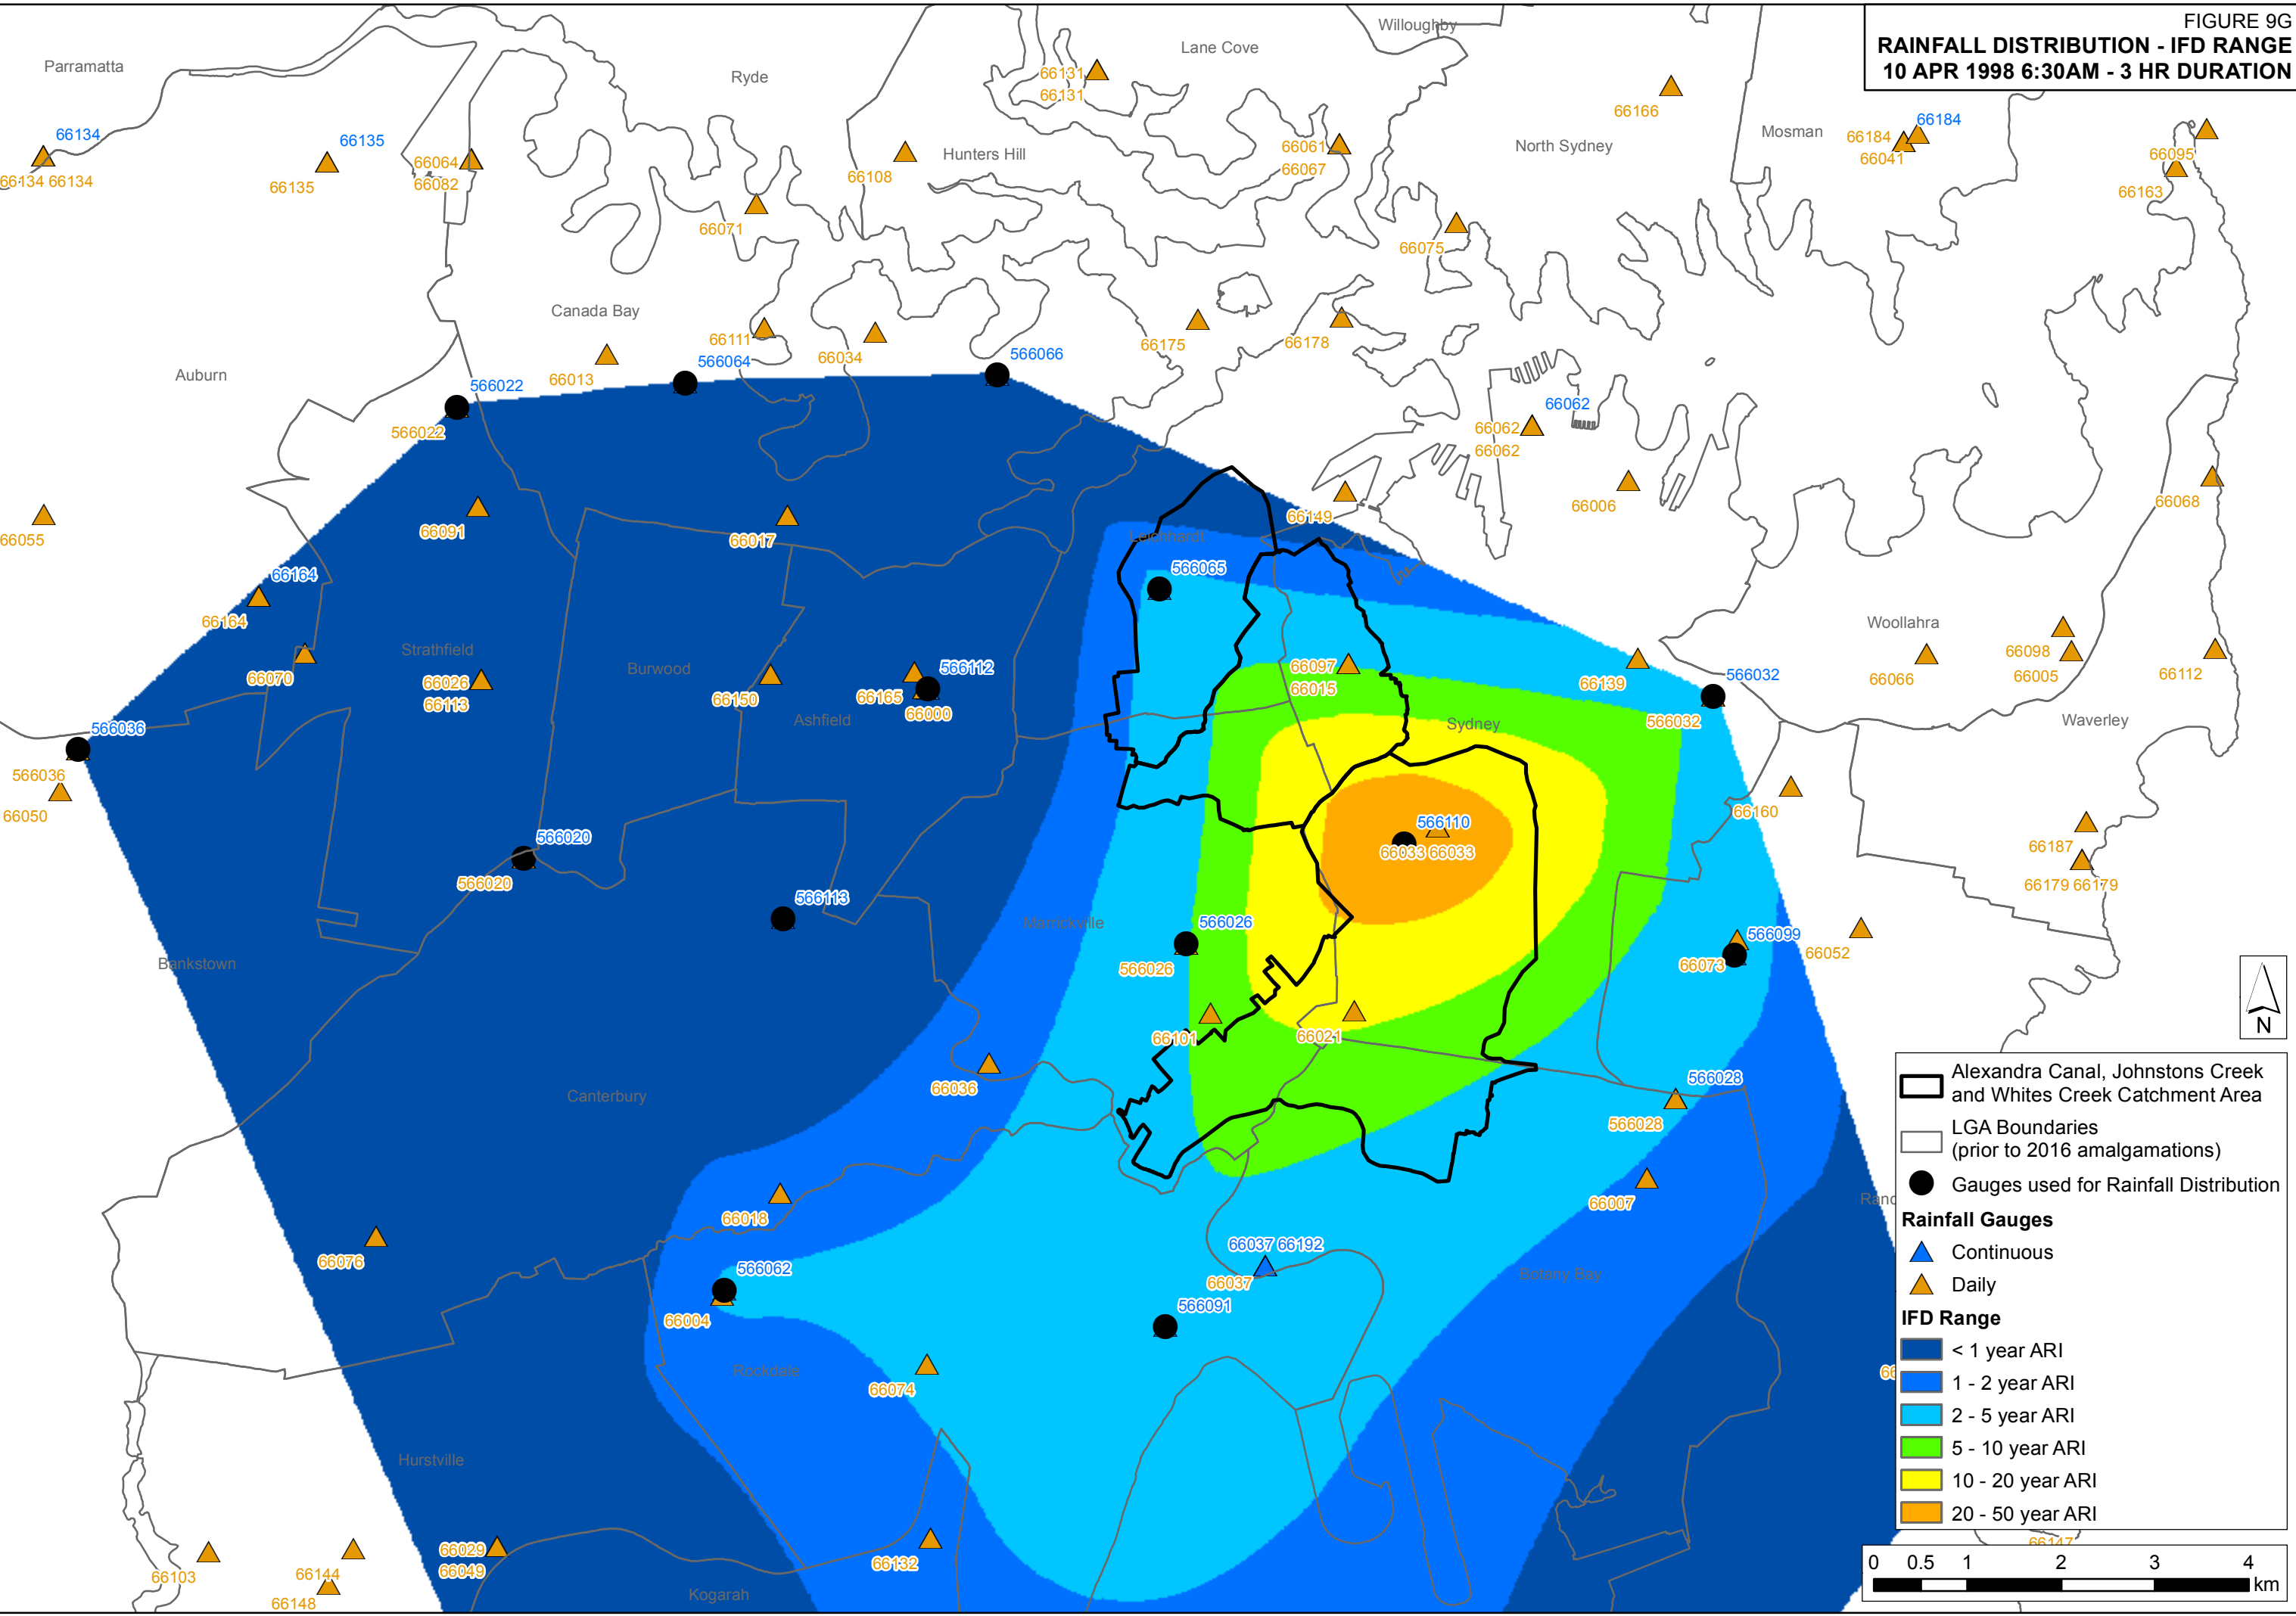 FIGURE 9G
RAINFALL DISTRIBUTION - IFD RANGE
10 APR 1998 6:30AM - 3 HR DURATION
Willoughby
Lane Cove
Parramatta
Ryde
66131
66131
66166
66134
66135
66184
66184
Mosman
66041
66064
66082
66134 66134
66135
66108
Hunters Hill
66061
66067
North Sydney
66095
66163
66071
66075
Canada Bay
66111
66034
66175
66178
566064
566066
66013
Auburn
566022
566022
66062
66062
66062
66091
66017
66149
66006
66068
66055
Leichhardt
566065
66164
66164
Woollahra
Strathfield
Burwood
66070
66026
66113
66150
66165
566112
66000
66097
66015
66139
566032
566032
66066
66098
66005
66112
Ashfield
Sydney
Waverley
566036
566036
66050
66160
566020
566020
566110
66033 66033
66187
66179 66179
566113
Marrickville
566026
566026
566099
66073
66052
Bankstown
66101
66021
N
66036
Canterbury
566028
566028
66018
66007
66076
66037 66192
66037
Botany Bay
566062
66004
566091
Rockdale
66074
Hurstville
66132
66029
66049
66103
66144
66148
Kogarah
Alexandra Canal, Johnstons Creek
and Whites Creek Catchment Area
LGA Boundaries
(prior to 2016 amalgamations)
Gauges used for Rainfall Distribution
Rainfall Gauges
Continuous
Daily
IFD Range
< 1 year ARI
1 - 2 year ARI
2 - 5 year ARI
5 - 10 year ARI
10 - 20 year ARI
20 - 50 year ARI
66147
0 0.5 1 2 3 4
km